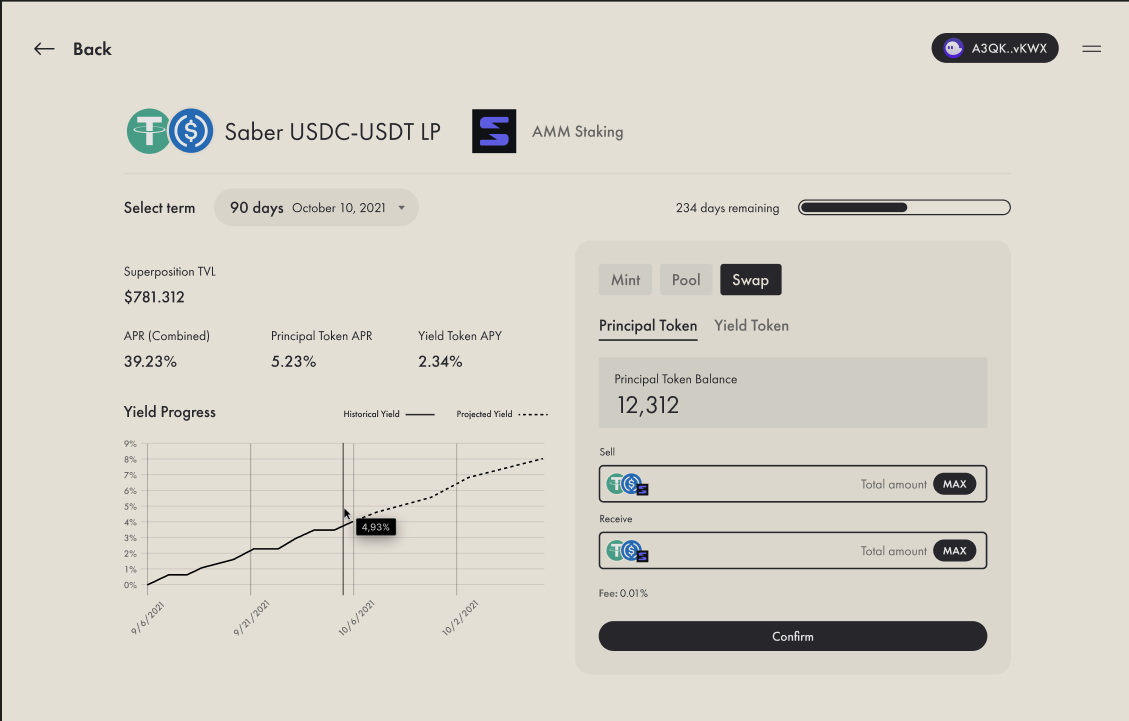 Back
A3QK..vKWX
Saber USDC-USDT LP
AMM Staking
Select term
90 days October 10, 2021
234 days remaining
Superposition TVL
$781.312
APR (Combined)
39.23%
Principal Token APR
5.23%
Yield Token APY
2.34%
Yield Progress
Historical Yield
Projected Yield
9%
8%
7%
6%
5%
4%
3%
2%
1%
0%
4,93%
9/6/2021
9/21/2021
10/6/2021
10/2/2021
Mint
Pool
Swap
Principal Token
Yield Token
Principal Token Balance
12,312
Sell
Total amount
MAX
Receive
Total amount
MAX
Fee: 0.01%
Confirm